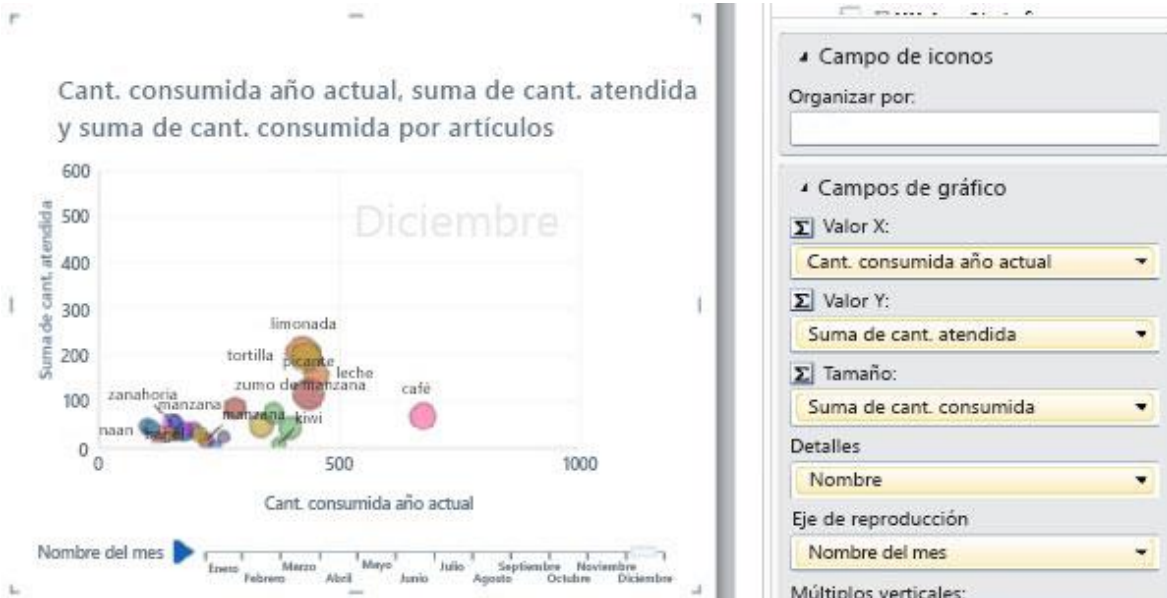 Cant. consumida año actual, suma de cant. atendida
y suma de cant. consumida por artículos
600
500
400
300
200
100
0
Suma de cant. atendida
Diciembre
limonada
tortilla
picante
leche
zumo de manzana
café
zanahoria
manzana
manzana
kiwi
naan
0
500
1000
Cant. consumida año actual
Nombre del mes
Enero
Febrero
Marzo
Abril
Mayo
Junio
Julio
Agosto
Septiembre
Octubre
Noviembre
Diciembre
Campo de iconos
Organizar por:
Campos de gráfico
Σ Valor X:
Cant. consumida año actual
Σ Valor Y:
Suma de cant. atendida
Σ Tamaño:
Suma de cant. consumida
Detalles
Nombre
Eje de reproducción
Nombre del mes
Múltiplos verticales: